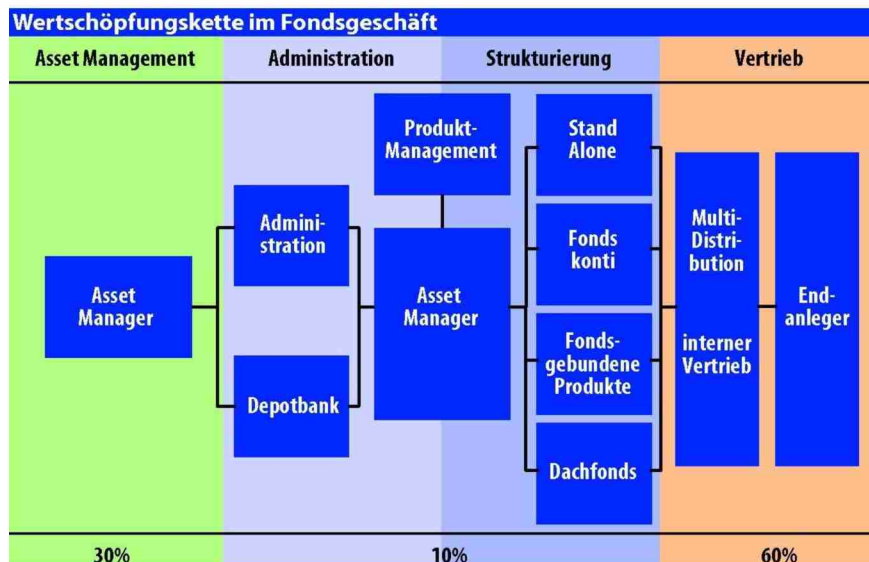 Wertschöpfungskette im Fondsgeschäft
Asset Management
Administration
Strukturierung
Vertrieb
Asset
Manager
Admini-
stration
Depotbank
Produkt-
Management
Asset
Manager
Stand
Alone
Fonds
konti
Fonds-
gebundene
Produkte
Dachfonds
Multi-
Distri-
bution
interner
Vertrieb
End-
anleger
30%
10%
60%